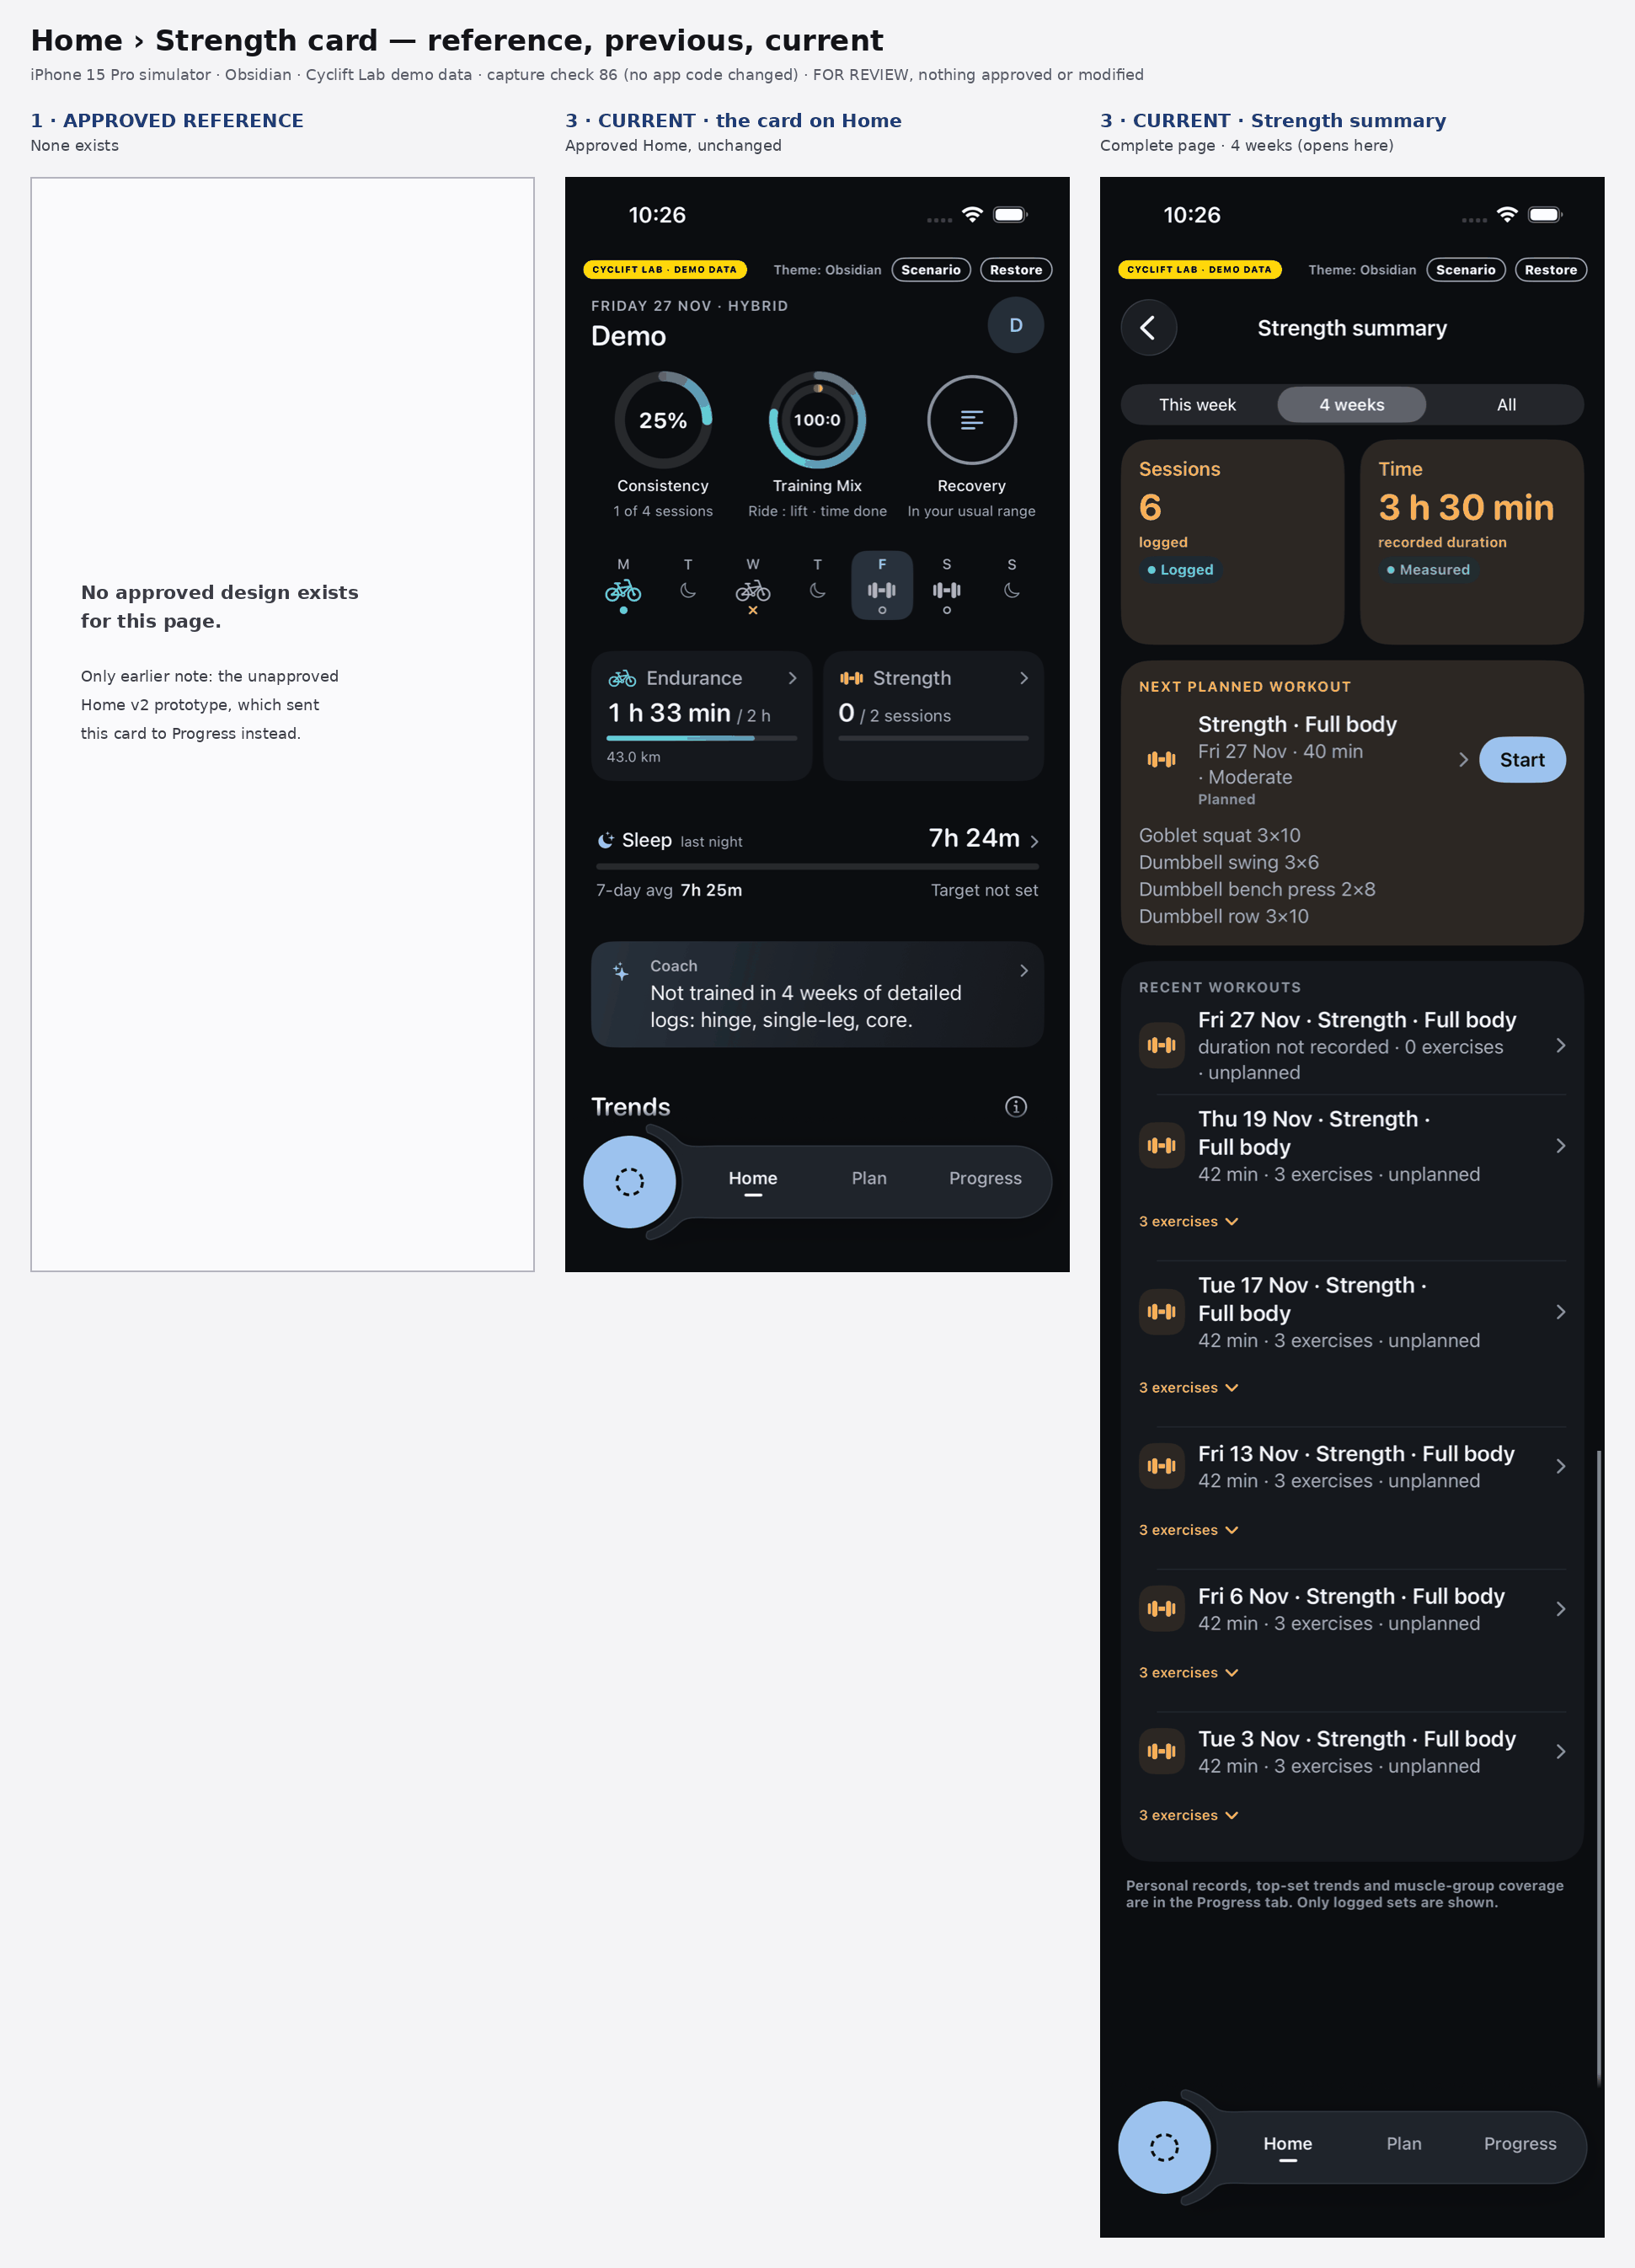 Home › Strength card — reference, previous, current
iPhone 15 Pro simulator · Obsidian · Cyclift Lab demo data · capture check 86 (no app code changed) · FOR REVIEW, nothing approved or modified
1 · APPROVED REFERENCE
None exists
No approved design exists
for this page.
Only earlier note: the unapproved
Home v2 prototype, which sent
this card to Progress instead.
3 · CURRENT · the card on Home
Approved Home, unchanged
10:26
CYCLIFT LAB · DEMO DATA
Theme: Obsidian
Scenario
Restore
FRIDAY 27 NOV · HYBRID
Demo
D
25%
100:0
Consistency
Training Mix
Recovery
1 of 4 sessions
Ride : lift · time done
In your usual range
M T W T F S S
Endurance
1 h 33 min / 2 h
43.0 km
Strength
0 / 2 sessions
Sleep last night
7h 24m
7-day avg 7h 25m
Target not set
Coach
Not trained in 4 weeks of detailed
logs: hinge, single-leg, core.
Trends
Home
Plan
Progress
3 · CURRENT · Strength summary
Complete page · 4 weeks (opens here)
10:26
CYCLIFT LAB · DEMO DATA
Theme: Obsidian
Scenario
Restore
Strength summary
This week
4 weeks
All
Sessions
6
logged
Logged
Time
3 h 30 min
recorded duration
Measured
NEXT PLANNED WORKOUT
Strength · Full body
Fri 27 Nov · 40 min
· Moderate
Planned
Start
Goblet squat 3×10
Dumbbell swing 3×6
Dumbbell bench press 2×8
Dumbbell row 3×10
RECENT WORKOUTS
Fri 27 Nov · Strength · Full body
duration not recorded · 0 exercises
· unplanned
Thu 19 Nov · Strength ·
Full body
42 min · 3 exercises · unplanned
3 exercises
Tue 17 Nov · Strength ·
Full body
42 min · 3 exercises · unplanned
3 exercises
Fri 13 Nov · Strength · Full body
42 min · 3 exercises · unplanned
3 exercises
Fri 6 Nov · Strength · Full body
42 min · 3 exercises · unplanned
3 exercises
Tue 3 Nov · Strength · Full body
42 min · 3 exercises · unplanned
3 exercises
Personal records, top-set trends and muscle-group coverage
are in the Progress tab. Only logged sets are shown.
Home
Plan
Progress